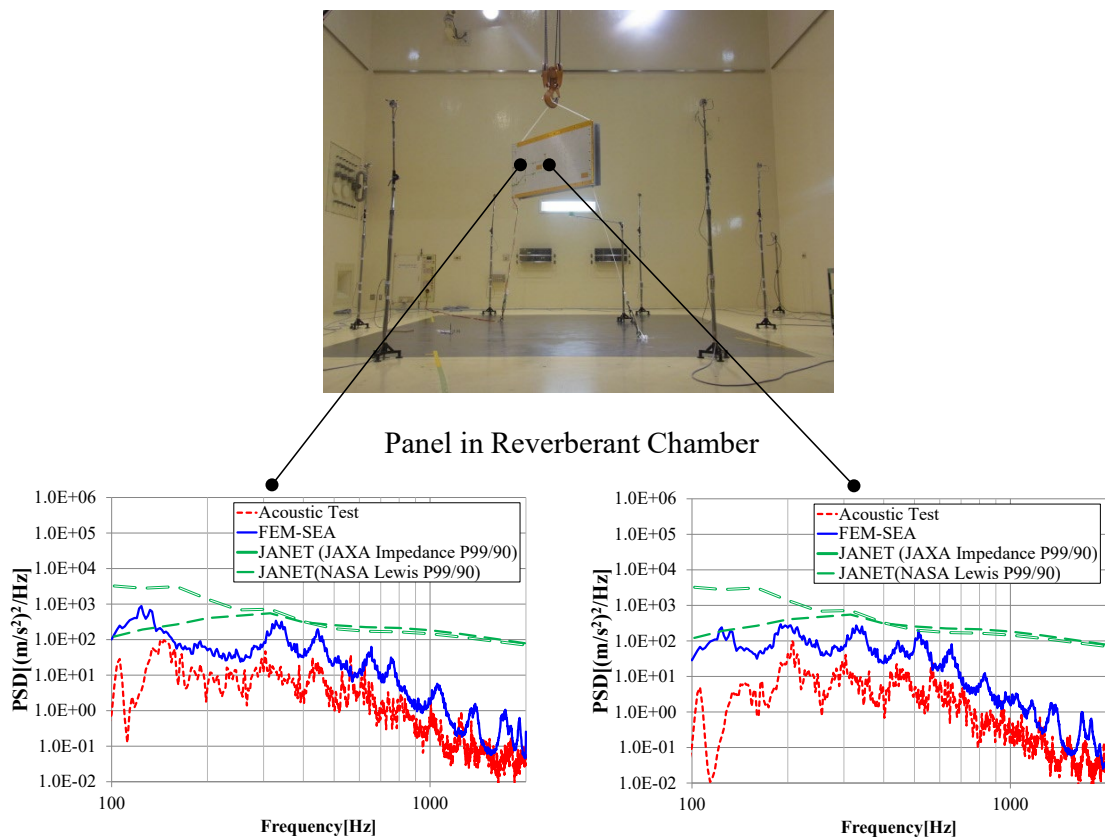 Panel in Reverberant Chamber
1.0E+06
1.0E+05
1.0E+04
1.0E+03
1.0E+02
1.0E+01
1.0E+00
1.0E-01
1.0E-02
PSD[(m/s²)²/Hz]
Acoustic Test
FEM-SEA
JANET (JAXA Impedance P99/90)
JANET(NASA Lewis P99/90)
100
1000
Frequency[Hz]
1.0E+06
1.0E+05
1.0E+04
1.0E+03
1.0E+02
1.0E+01
1.0E+00
1.0E-01
1.0E-02
PSD[(m/s²)²/Hz]
Acoustic Test
FEM-SEA
JANET (JAXA Impedance P99/90)
JANET(NASA Lewis P99/90)
100
1000
Frequency[Hz]